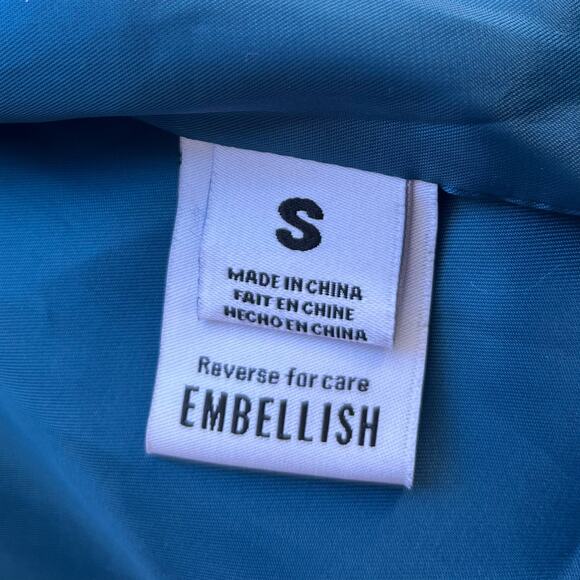 S
MADE IN CHINA
FAIT EN CHINE
HECHO EN CHINA
Reverse for care
EMBELLISH